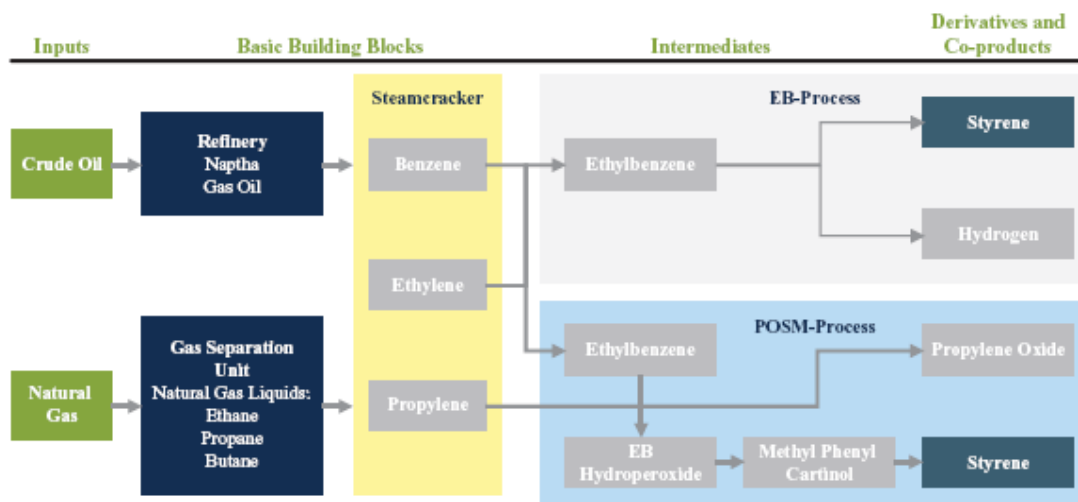 Inputs
Basic Building Blocks
Intermediates
Derivatives and
Co-products
Steamcracker
EB-Process
Crude Oil
Refinery
Naptha
Gas Oil
Benzene
Ethylbenzene
Styrene
Hydrogen
Ethylene
POSM-Process
Natural
Gas
Gas Separation
Unit
Natural Gas Liquids:
Ethane
Propane
Butane
Propylene
Ethylbenzene
Propylene Oxide
EB
Hydroperoxide
Methyl Phenyl
Cartinol
Styrene